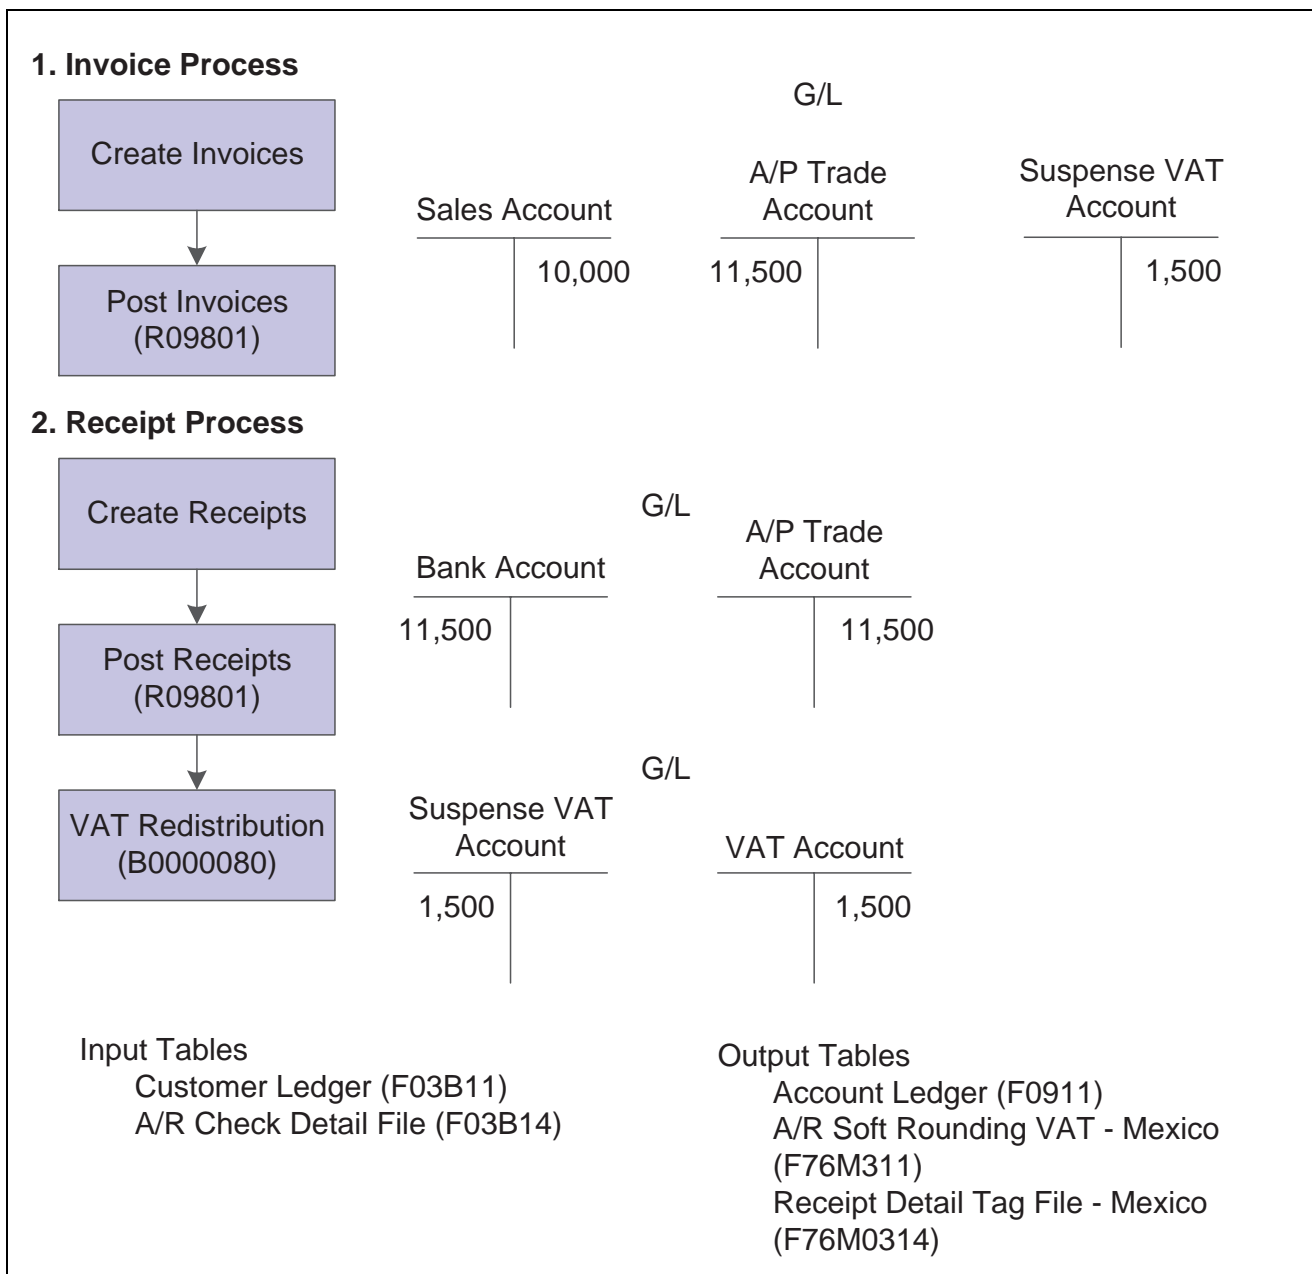 1. Invoice Process
Create Invoices
Post Invoices
(R09801)
G/L
Sales Account
10,000
A/P Trade
Account
11,500
Suspense VAT
Account
1,500
2. Receipt Process
Create Receipts
Post Receipts
(R09801)
VAT Redistribution
(B0000080)
G/L
Bank Account
11,500
A/P Trade
Account
11,500
G/L
Suspense VAT
Account
1,500
VAT Account
1,500
Input Tables
Customer Ledger (F03B11)
A/R Check Detail File (F03B14)
Output Tables
Account Ledger (F0911)
A/R Soft Rounding VAT - Mexico
(F76M311)
Receipt Detail Tag File - Mexico
(F76M0314)